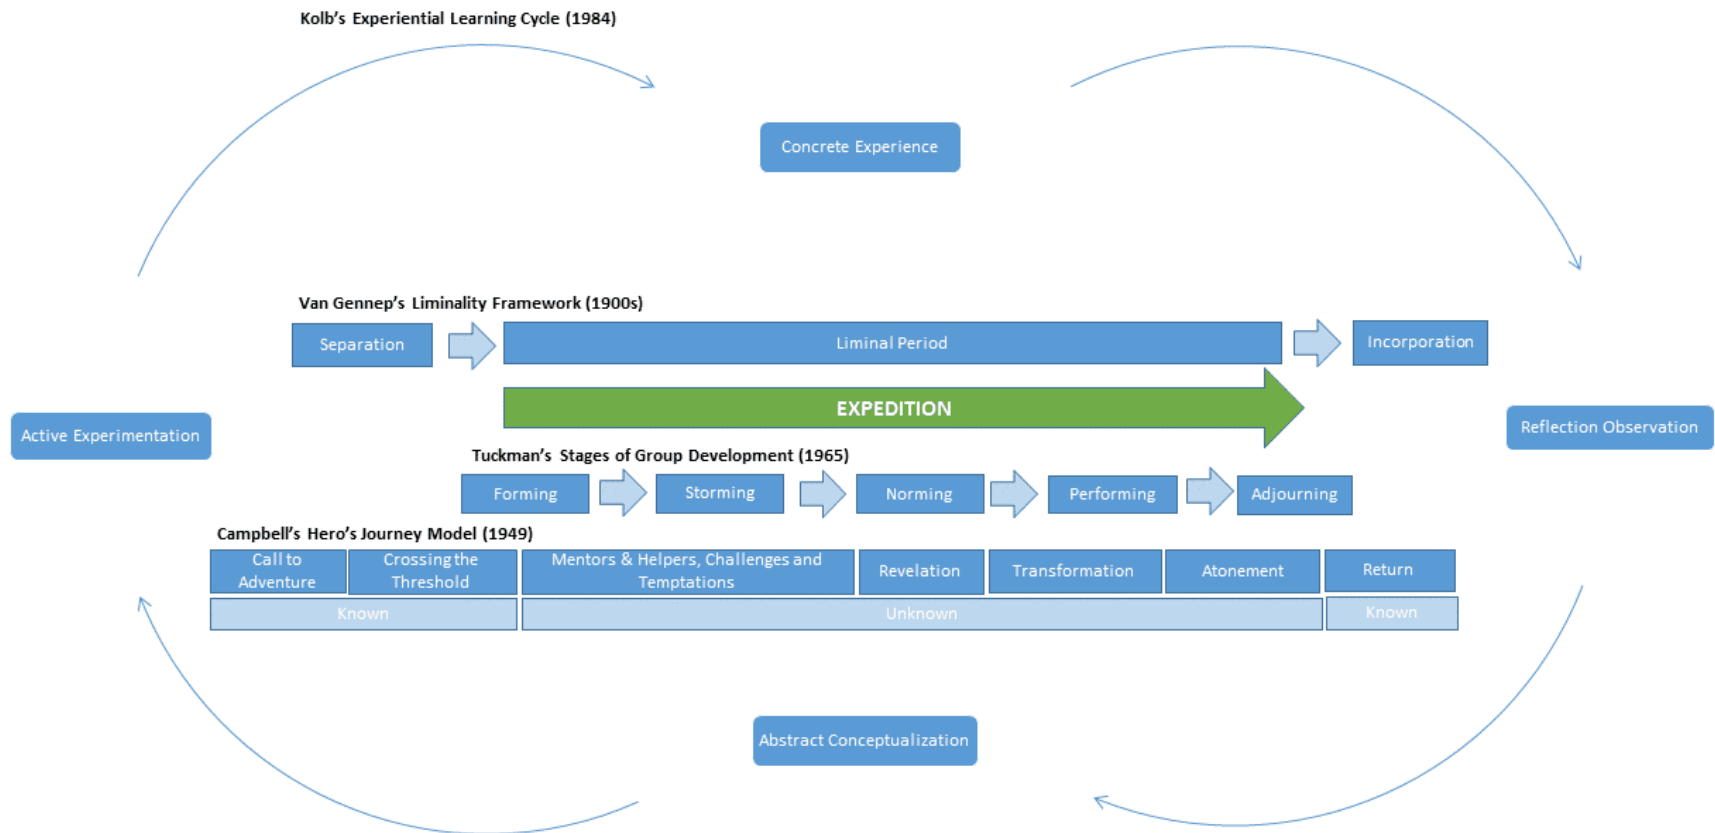 Kolb's Experiential Learning Cycle (1984)
Concrete Experience
Van Gennep's Liminality Framework (1900s)
Separation
Liminal Period
Incorporation
EXPEDITION
Active Experimentation
Reflection Observation
Tuckman's Stages of Group Development (1965)
Forming
Storming
Norming
Performing
Adjourning
Campbell's Hero's Journey Model (1949)
Call to
Adventure
Crossing the
Threshold
Mentors & Helpers, Challenges and
Temptations
Revelation
Transformation
Atonement
Return
Known
Unknown
Known
Abstract Conceptualization